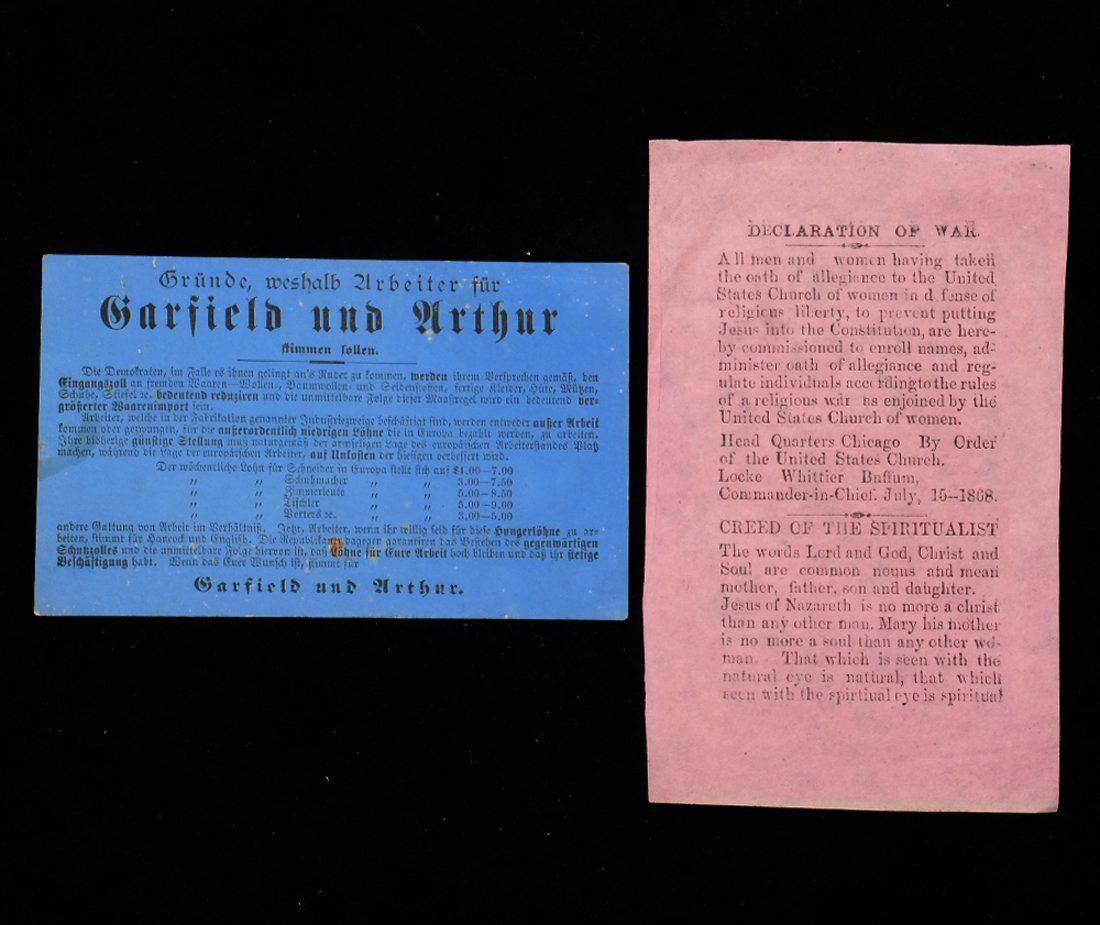 Gründe, weshalb Arbeiter für
Garfield und Arthur
stimmen sollen.
Die Demokraten, im Falle es ihnen gelingt an's Ruder zu kommen, werden ihrem Versprechen gemäß, den
Eingangszoll an fremden Waaren—Wollen-, Baumwollen- und Seidenstoffen, fertige Kleider, Hüte, Mützen,
Schuhe, Stiefel ꝛc. bedeutend reduziren und die unmittelbare Folge dieser Maaßregel wird ein bedeutend ver-
größerter Waarenimport sein.
Arbeiter, welche in der Fabrikation genannter Industriezweige beschäftigt sind, werden entweder außer Arbeit
kommen oder gezwungen, für die außerordentlich niedrigen Löhne die in Europa bezahlt werden, zu arbeiten.
Ihre bisherige günstige Stellung muß naturgemäß der armseligen Lage des europäischen Arbeiterstandes Platz
machen, während die Lage der europäischen Arbeiter, auf Unkosten der hiesigen verbessert wird.
Der wöchentliche Lohn für Schneider in Europa stellt sich auf $4.00—7.00
„ „ Schuhmacher „ „ 3.00—7.50
„ „ Zimmerleute „ „ 5.00—8.50
„ „ Tischler „ „ 5.00—9.00
„ „ Porters ꝛc. „ „ 3.00—5.00
andere Gattung von Arbeit im Verhältniß. Jetzt, Arbeiter, wenn ihr willig seid für diese Hungerlöhne zu ar-
beiten, stimmt für Hancock und English. Die Republikaner dagegen garantiren das Bestehen des gegenwärtigen
Schutzzolles und die unmittelbare Folge hiervon ist, daß Löhne für Eure Arbeit hoch bleiben und daß ihr stetige
Beschäftigung habt. Wenn das Euer Wunsch ist, stimmt für
Garfield und Arthur.
DECLARATION OF WAR.
All men and women having taken
the oath of allegiance to the United
States Church of women in d fense of
religious liberty, to prevent putting
Jesus into the Constitution, are here-
by commissioned to enroll names, ad-
minister oath of allegiance and reg-
ulate individuals acc rding to the rules
of a religious war as enjoined by the
United States Church of women.
Head Quarters Chicago By Order
of the United States Church.
Locke Whittier Buffum,
Commander-in-Chief. July, 15--1868.
CREED OF THE SPIRITUALIST
The words Lord and God, Christ and
Soul are common nouns and mean
mother, father, son and daughter.
Jesus of Nazareth is no more a christ
than any other man. Mary his mother
is no more a soul than any other wo-
man. That which is seen with the
natural eye is natural, that which
seen with the spirtiual eye is spiritual